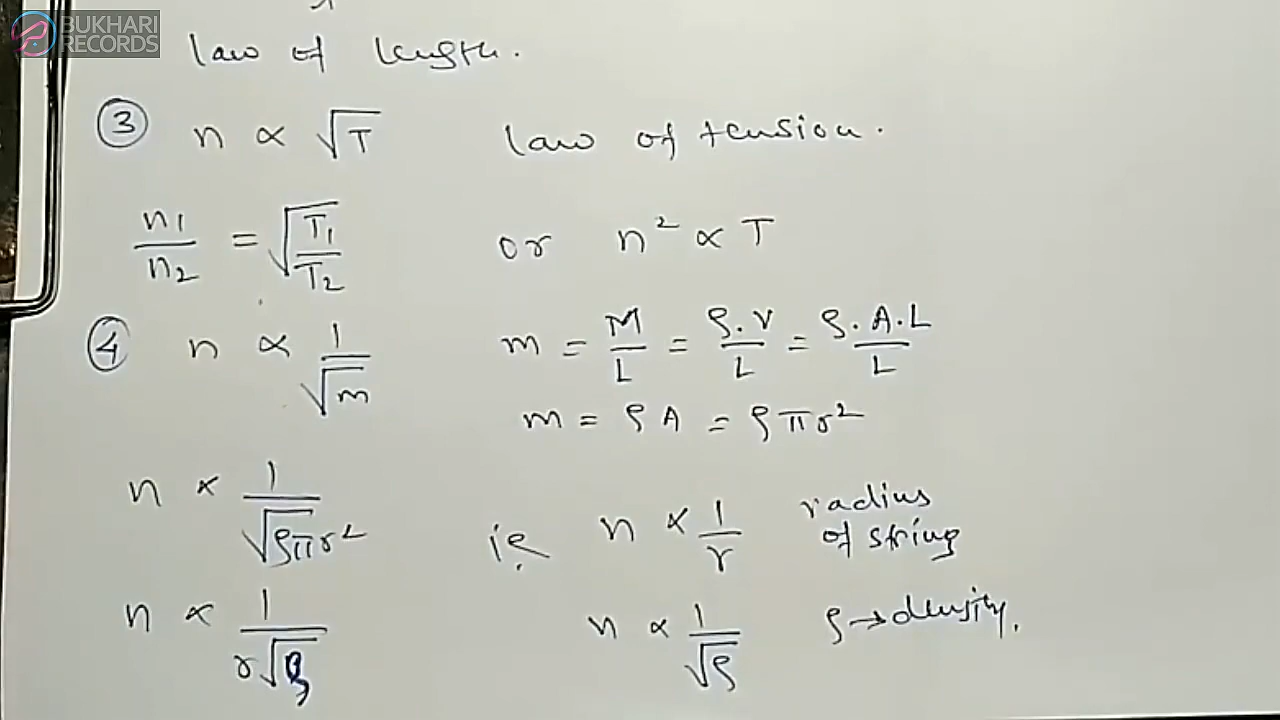 BUKHARI
RECORDS
law of length.
③ n ∝ √T law of tension.
n1/n2 = √(T1/T2) or n² ∝ T
④ n ∝ 1/√m m = M/L = ρ.V/L = ρ.A.L/L
m = ρA = ρπr²
n ∝ 1/√ρπr² ie n ∝ 1/r radius of string
n ∝ 1/r√ρ n ∝ 1/√ρ ρ→density.